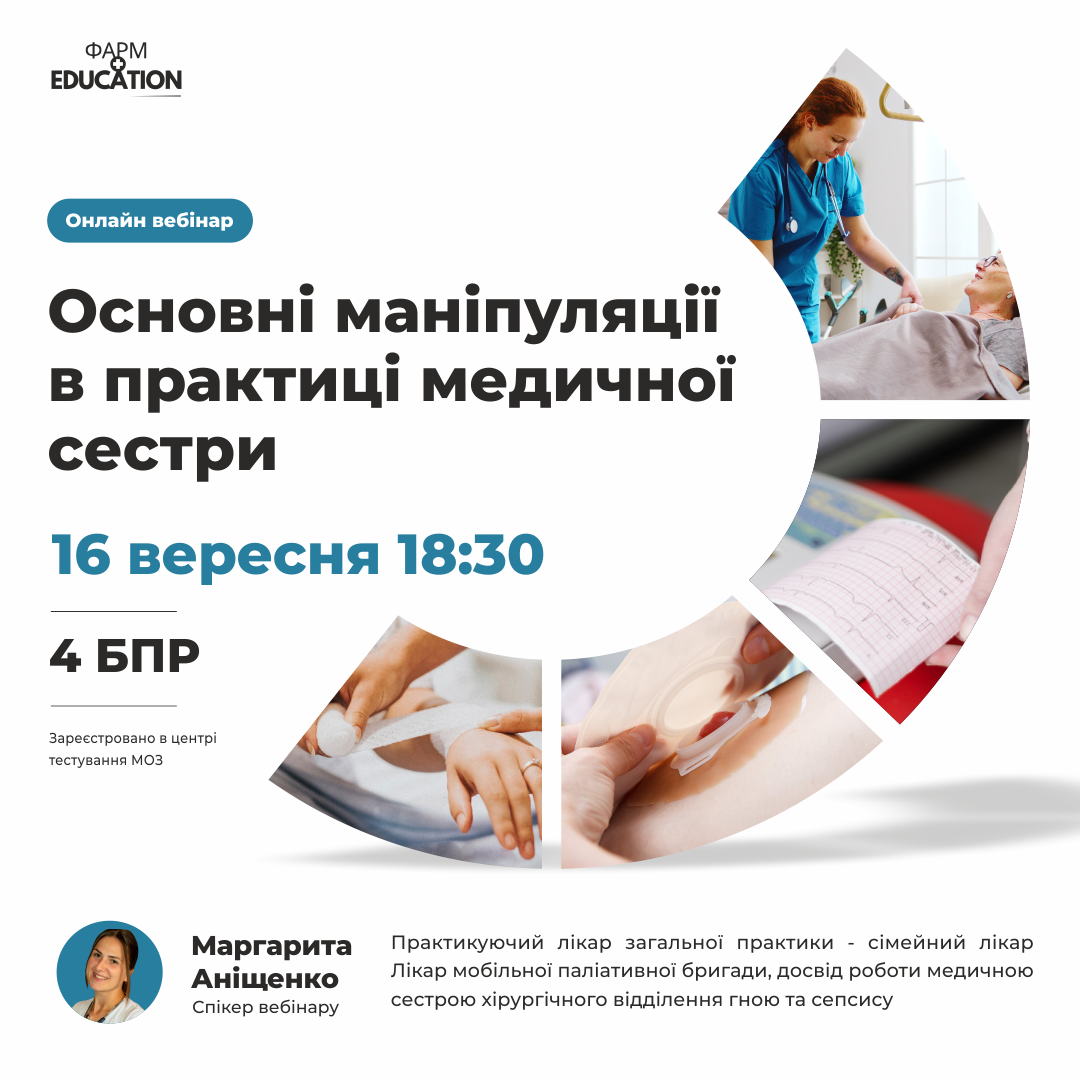 ФАРМ
EDUCATION
Онлайн вебінар
Основні маніпуляції
в практиці медичної
сестри
16 вересня 18:30
4 БПР
Зареєстровано в центрі
тестування МОЗ
Маргарита
Аніщенко
Спікер вебінару
Практикуючий лікар загальної практики - сімейний лікар
Лікар мобільної паліативної бригади, досвід роботи медичною
сестрою хірургічного відділення гною та сепсису